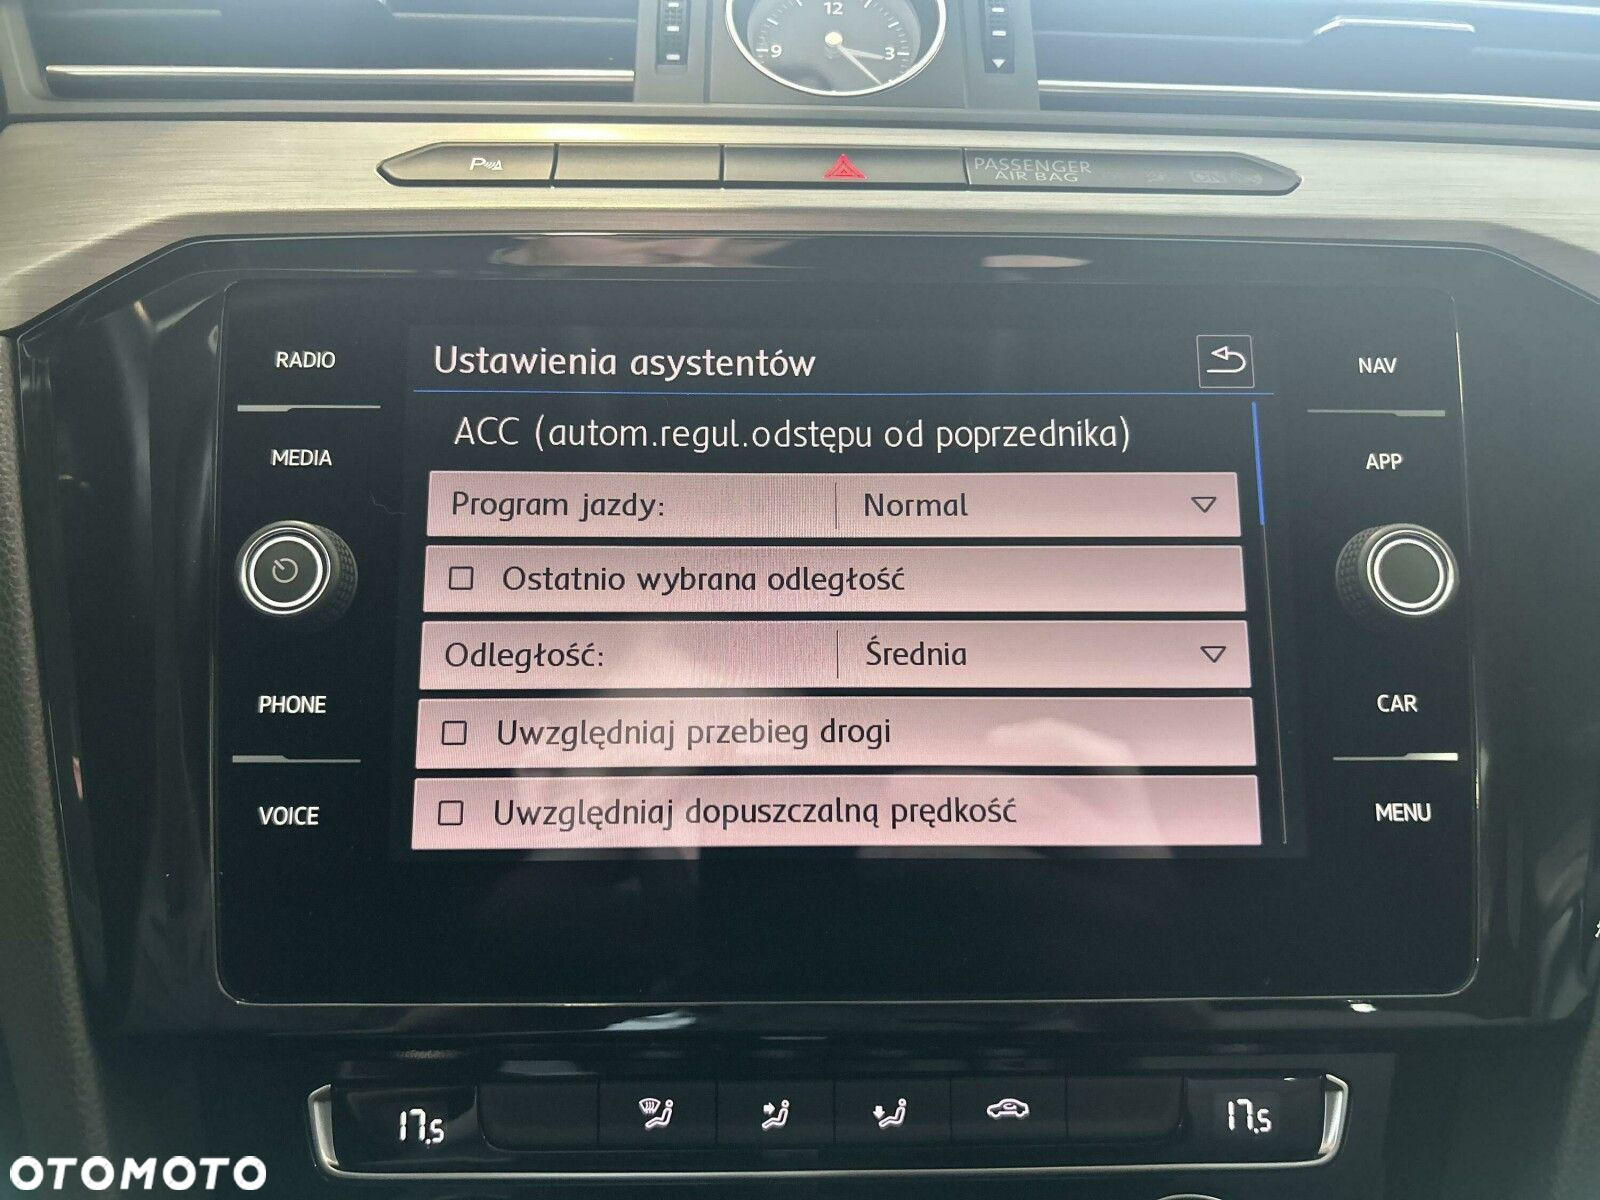 12
9
3
P
PASSENGER
AIR BAG
ON
RADIO
MEDIA
PHONE
VOICE
Ustawienia asystentów
ACC (autom.regul.odstępu od poprzednika)
Program jazdy: Normal
Ostatnio wybrana odległość
Odległość: Średnia
Uwzględniaj przebieg drogi
Uwzględniaj dopuszczalną prędkość
NAV
APP
CAR
MENU
17.5
17.5
OTOMOTO